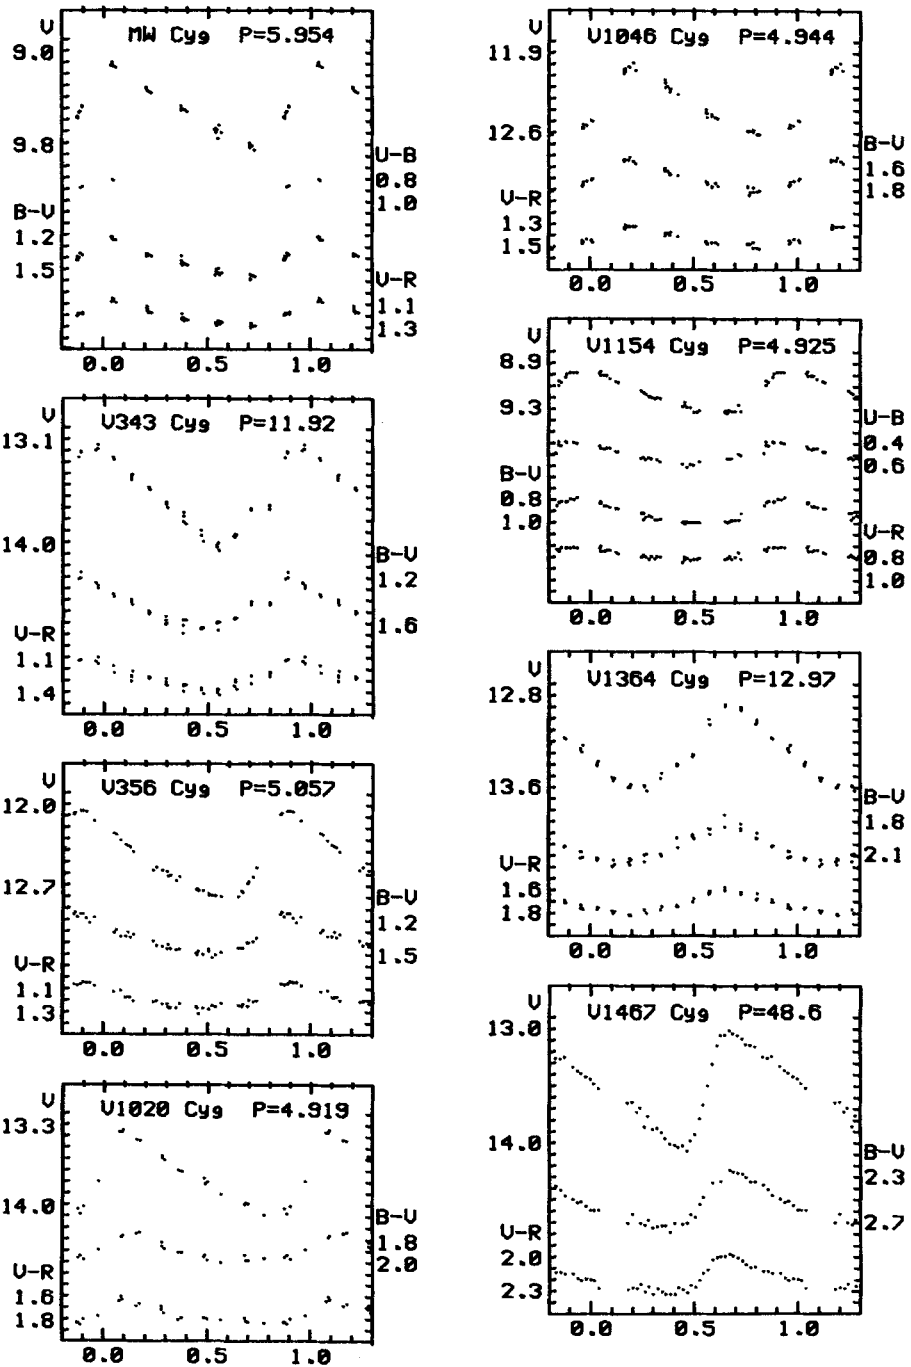 V
MW Cyg P=5.954
9.0
9.8
U-B
0.8
1.0
B-V
1.2
1.5
V-R
1.1
1.3
0.0 0.5 1.0
V
V343 Cyg P=11.92
13.1
14.0
B-V
1.2
1.6
V-R
1.1
1.4
0.0 0.5 1.0
V
V356 Cyg P=5.057
12.0
12.7
B-V
1.2
1.5
V-R
1.1
1.3
0.0 0.5 1.0
V
V1020 Cyg P=4.919
13.3
14.0
B-V
1.8
2.0
V-R
1.6
1.8
0.0 0.5 1.0
V
V1046 Cyg P=4.944
11.9
12.6
B-V
1.6
1.8
V-R
1.3
1.5
0.0 0.5 1.0
V
V1154 Cyg P=4.925
8.9
9.3
U-B
0.4
0.6
B-V
0.8
1.0
V-R
0.8
1.0
0.0 0.5 1.0
V
V1364 Cyg P=12.97
12.8
13.6
B-V
1.8
2.1
V-R
1.6
1.8
0.0 0.5 1.0
V
V1467 Cyg P=48.6
13.0
14.0
B-V
2.3
2.7
V-R
2.0
2.3
0.0 0.5 1.0